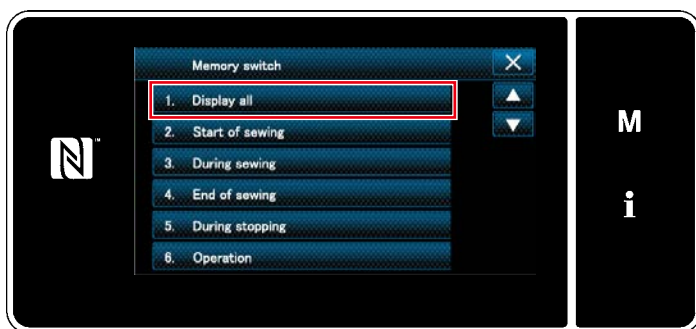 Memory switch
1. Display all
2. Start of sewing
3. During sewing
4. End of sewing
5. During stopping
6. Operation
N™
M
i